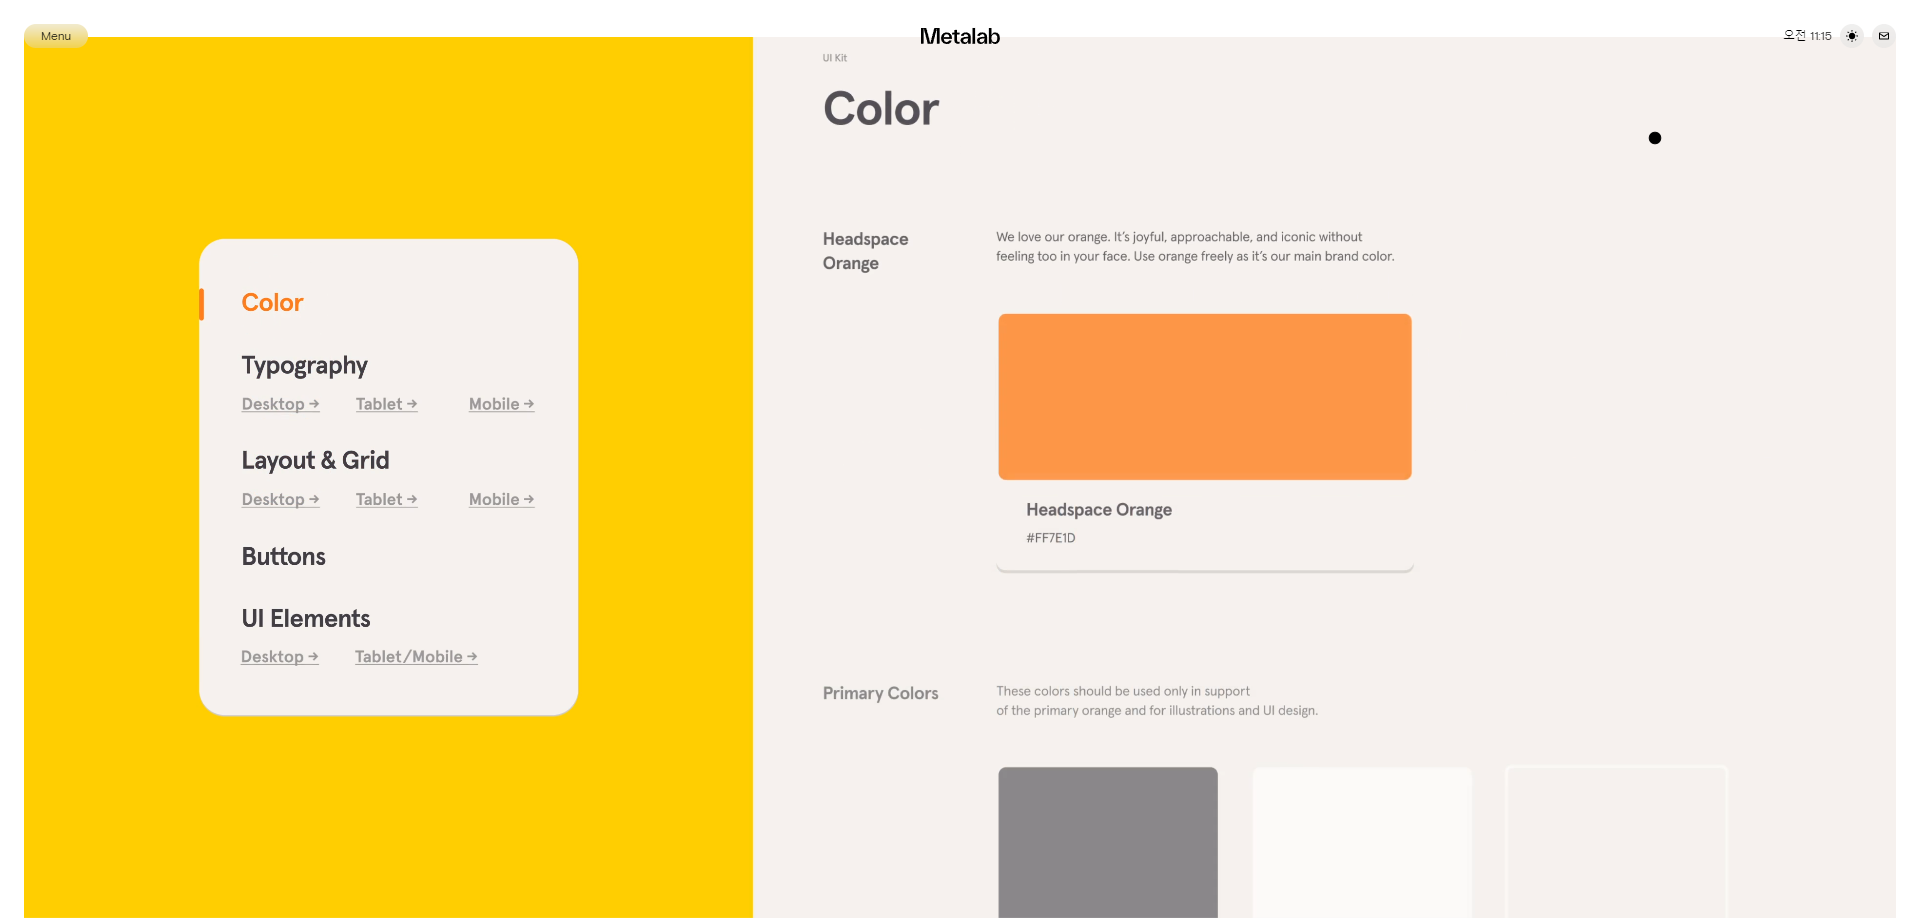 Menu
Metalab
오전 11:15
UI Kit
Color
Color
Typography
Desktop → Tablet → Mobile →
Layout & Grid
Desktop → Tablet → Mobile →
Buttons
UI Elements
Desktop → Tablet/Mobile →
Headspace
Orange
We love our orange. It’s joyful, approachable, and iconic without
feeling too in your face. Use orange freely as it’s our main brand color.
Headspace Orange
#FF7E1D
Primary Colors
These colors should be used only in support
of the primary orange and for illustrations and UI design.